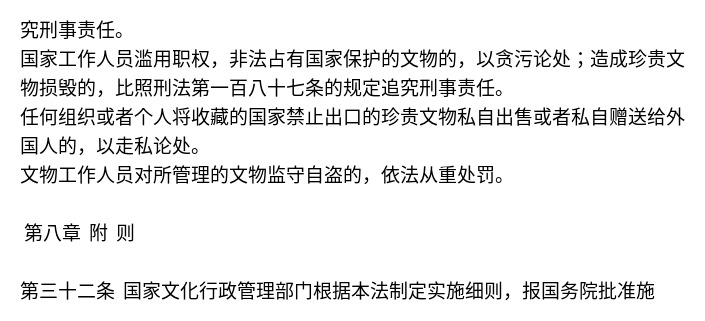 究刑事责任。
国家工作人员滥用职权，非法占有国家保护的文物的，以贪污论处；造成珍贵文
物损毁的，比照刑法第一百八十七条的规定追究刑事责任。
任何组织或者个人将收藏的国家禁止出口的珍贵文物私自出售或者私自赠送给外
国人的，以走私论处。
文物工作人员对所管理的文物监守自盗的，依法从重处罚。
第八章 附 则
第三十二条 国家文化行政管理部门根据本法制定实施细则，报国务院批准施